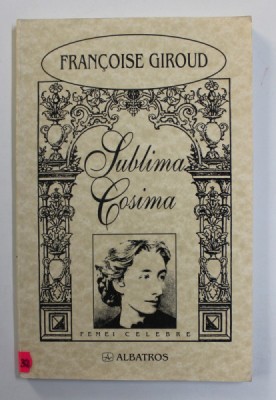 FRANÇOISE GIROUD
Sublima
Cosima
FEMEI CELEBRE
ALBATROS